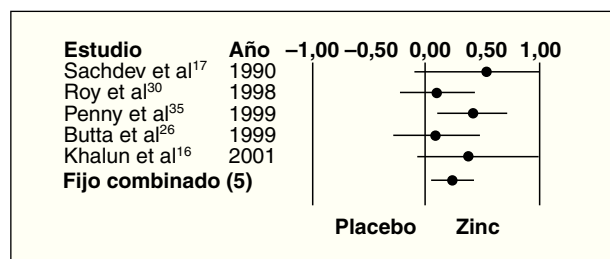 Estudio Año –1,00 –0,50 0,00 0,50 1,00
Sachdev et al17 1990
Roy et al30 1998
Penny et al35 1999
Butta et al26 1999
Khalun et al16 2001
Fijo combinado (5)
Placebo Zinc